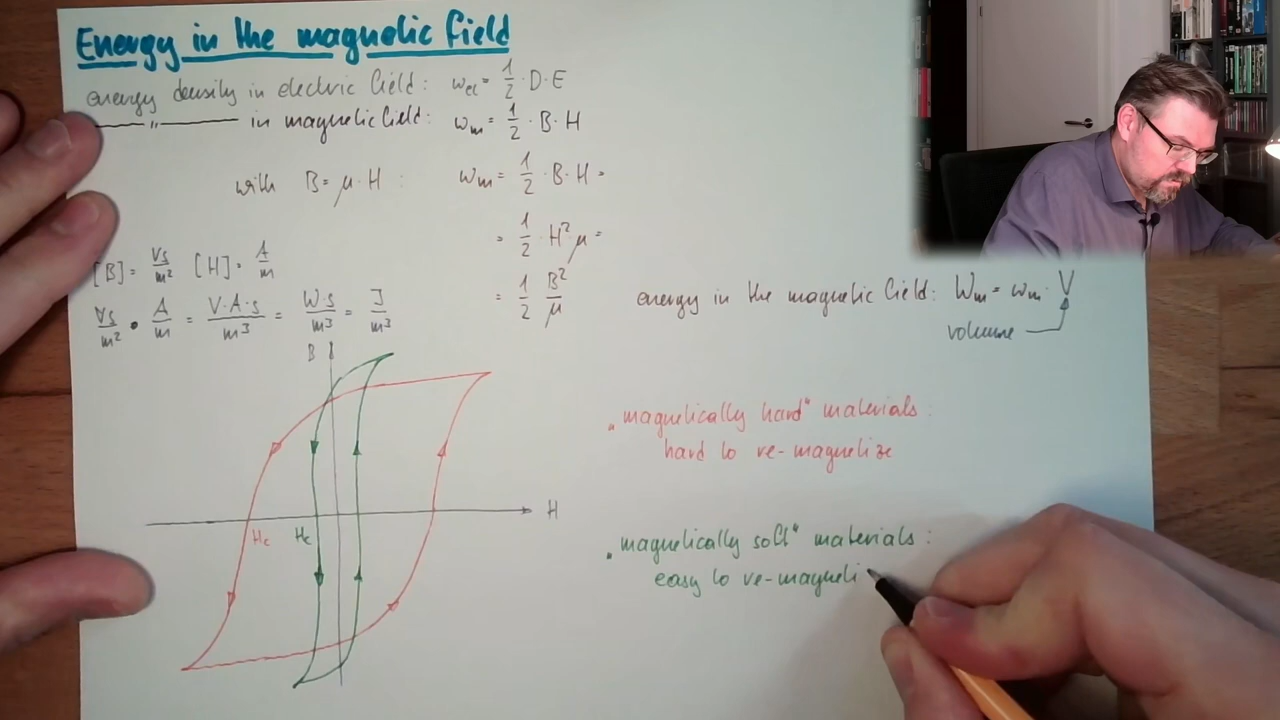 Energy in the magnetic field
energy density in electric field: wel = 1/2 · D · E
—— " —— in magnetic field: wm = 1/2 · B · H
with B = μ · H : wm = 1/2 · B · H =
= 1/2 · H² · μ =
= 1/2 B²/μ
[B] = Vs/m² [H] = A/m
Vs/m² · A/m = V·A·s/m³ = W·s/m³ = J/m³
energy in the magnetic field: Wm = wm · V
volume
B
H
Hc
Hc
"magnetically hard" materials:
hard to re-magnetize
"magnetically soft" materials:
easy to re-magneti